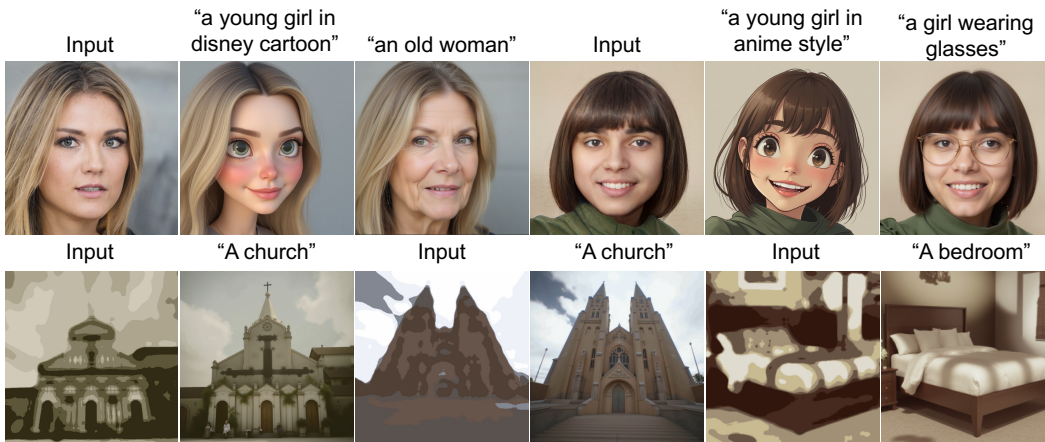 Input
“a young girl in
disney cartoon”
“an old woman”
Input
“a young girl in
anime style”
“a girl wearing
glasses”
Input
“A church”
Input
“A church”
Input
“A bedroom”